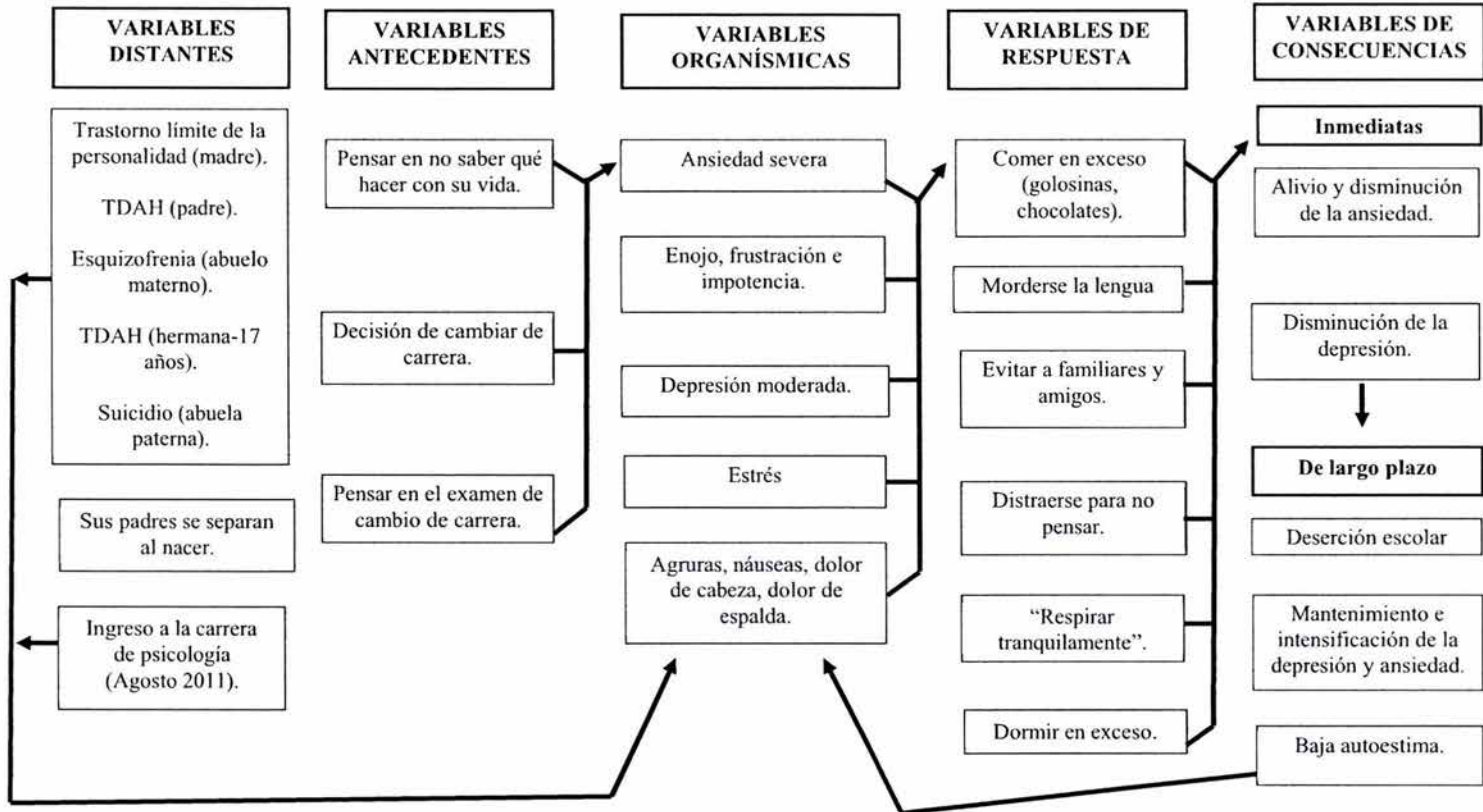 VARIABLES
DISTANTES
Trastorno límite de la
personalidad (madre).
TDAH (padre).
Esquizofrenia (abuelo
materno).
TDAH (hermana-17
años).
Suicidio (abuela
paterna).
Sus padres se separan
al nacer.
Ingreso a la carrera
de psicología
(Agosto 2011).
VARIABLES
ANTECEDENTES
Pensar en no saber qué
hacer con su vida.
Decisión de cambiar de
carrera.
Pensar en el examen de
cambio de carrera.
VARIABLES
ORGANÍSMICAS
Ansiedad severa
Enojo, frustración e
impotencia.
Depresión moderada.
Estrés
Agruras, náuseas, dolor
de cabeza, dolor de
espalda.
VARIABLES DE
RESPUESTA
Comer en exceso
(golosinas,
chocolates).
Morderse la lengua
Evitar a familiares y
amigos.
Distraerse para no
pensar.
“Respirar
tranquilamente”.
Dormir en exceso.
VARIABLES DE
CONSECUENCIAS
Inmediatas
Alivio y disminución
de la ansiedad.
Disminución de la
depresión.
De largo plazo
Deserción escolar
Mantenimiento e
intensificación de la
depresión y ansiedad.
Baja autoestima.